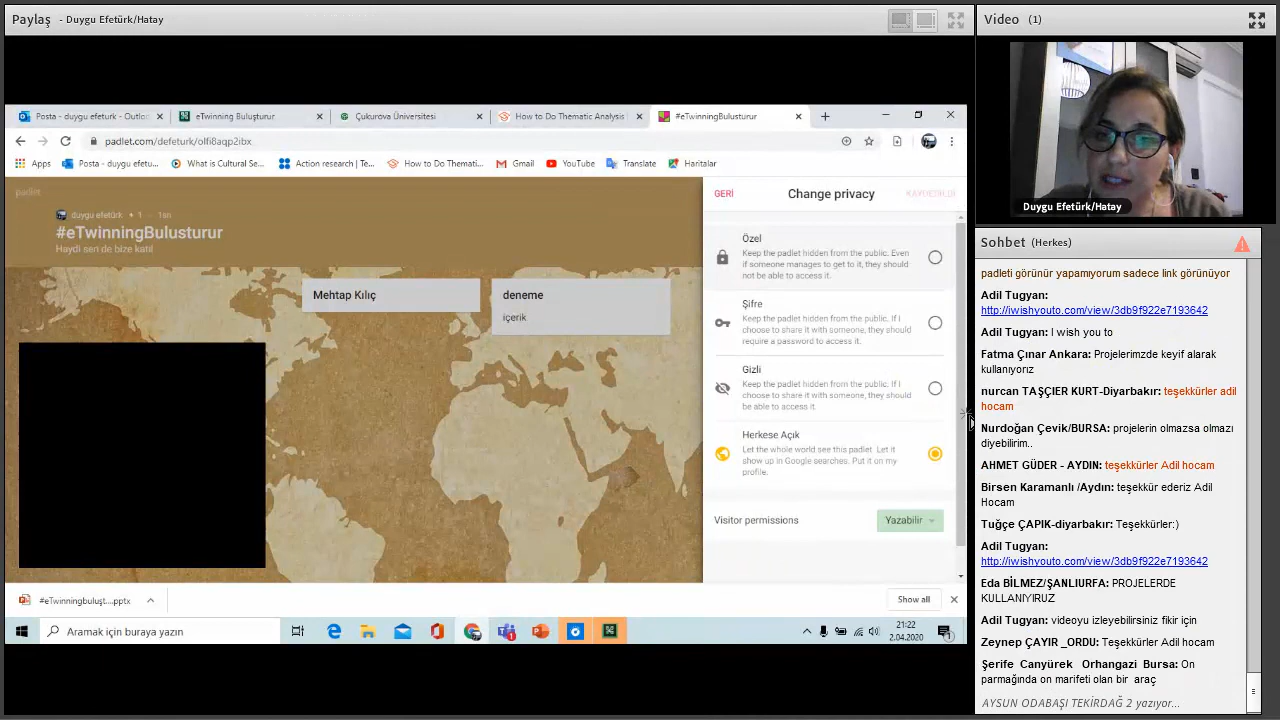 Paylaş - Duygu Efetürk/Hatay
Video (1)
Posta - duygu efeturk - Outlo
eTwinning Buluşturur
Çukurova Üniversitesi
How to Do Thematic Analysis
#eTwinningBulusturur
padlet.com/defeturk/olfi8aqp2ibx
Apps
Posta - duygu efetu...
What is Cultural Se...
Action research | Te...
How to Do Themati...
Gmail
YouTube
Translate
Haritalar
padlet
duygu efetürk + 1 · 1sn
#eTwinningBulusturur
Haydi sen de bize katıl
Mehtap Kılıç
deneme
içerik
GERİ
Change privacy
KAYDEDİLDİ
Özel
Keep the padlet hidden from the public. Even
if someone manages to get to it, they should
not be able to access it.
Şifre
Keep the padlet hidden from the public. If I
choose to share it with someone, they should
require a password to access it.
Gizli
Keep the padlet hidden from the public. If I
choose to share it with someone, they should
be able to access it.
Herkese Açık
Let the whole world see this padlet. Let it
show up in Google searches. Put it on my
profile.
Visitor permissions
Yazabilir
#eTwinningbuluşt....pptx
Show all
Aramak için buraya yazın
21:22
2.04.2020
Duygu Efetürk/Hatay
Sohbet (Herkes)
padleti görünür yapamıyorum sadece link görünüyor
Adil Tugyan:
http://iwishyouto.com/view/3db9f922e7193642
Adil Tugyan: I wish you to
Fatma Çınar Ankara: Projelerimzde keyif alarak
kullanıyorız
nurcan TAŞÇIER KURT-Diyarbakır: teşekkürler adil
hocam
Nurdoğan Çevik/BURSA: projelerin olmazsa olmazı
diyebilirim..
AHMET GÜDER - AYDIN: teşekkürler Adil hocam
Birsen Karamanlı /Aydın: teşekkür ederiz Adil
Hocam
Tuğçe ÇAPIK-diyarbakır: Teşekkürler:)
Adil Tugyan:
http://iwishyouto.com/view/3db9f922e7193642
Eda BİLMEZ/ŞANLIURFA: PROJELERDE
KULLANIYIRUZ
Adil Tugyan: videoyu izleyebilirsiniz fikir için
Zeynep ÇAYIR _ORDU: Teşekkürler Adil hocam
Şerife Canyürek Orhangazi Bursa: On
parmağında on marifeti olan bir araç
AYSUN ODABAŞI TEKİRDAĞ 2 yazıyor...